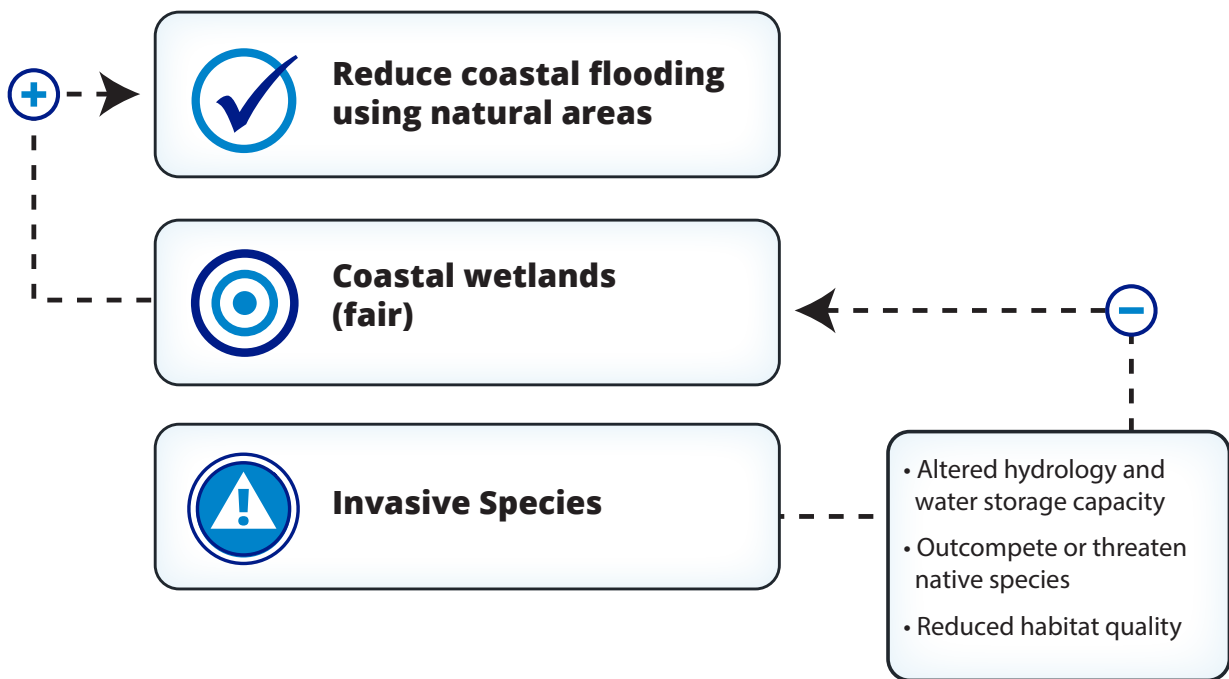 Reduce coastal flooding
using natural areas
Coastal wetlands
(fair)
Invasive Species
• Altered hydrology and
water storage capacity
• Outcompete or threaten
native species
• Reduced habitat quality